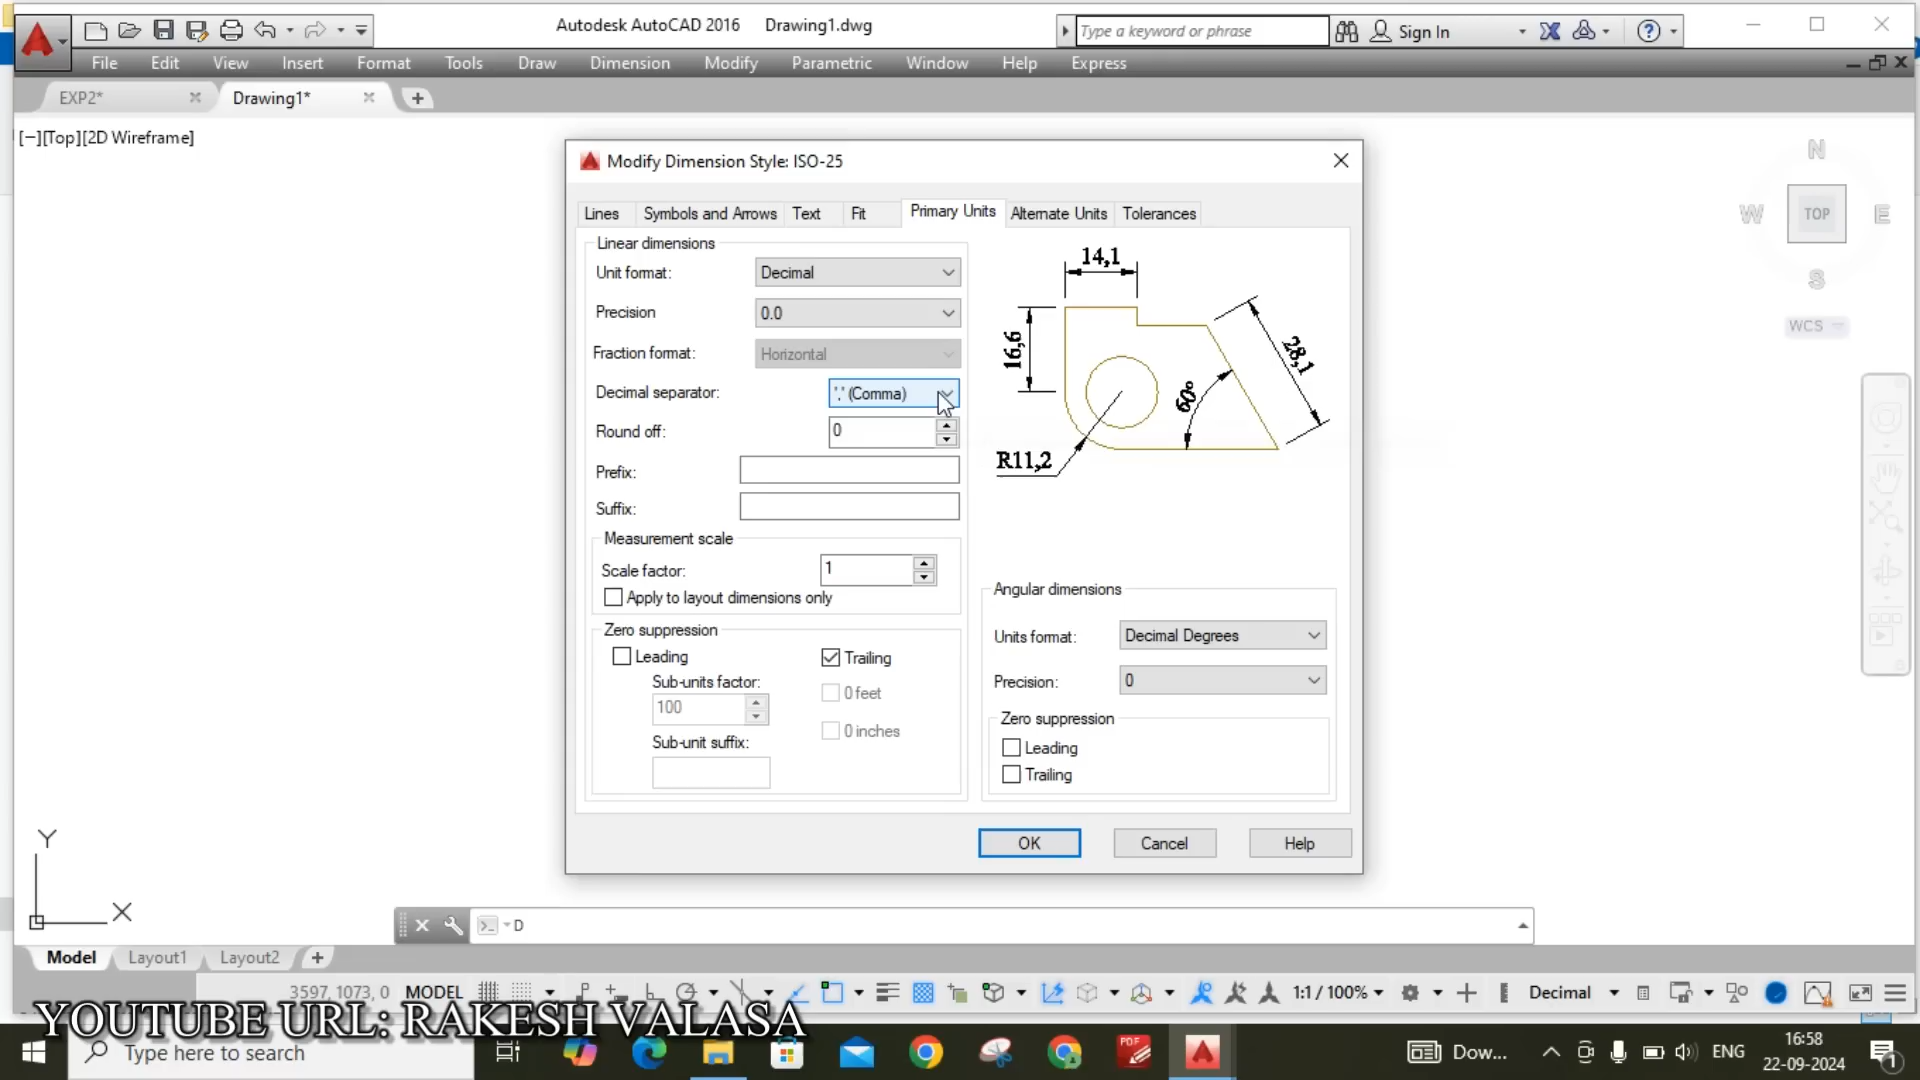 Autodesk AutoCAD 2016 Drawing1.dwg
Type a keyword or phrase
Sign In
File Edit View Insert Format Tools Draw Dimension Modify Parametric Window Help Express
EXP2* Drawing1*
[−][Top][2D Wireframe]
N
W TOP E
S
WCS
Modify Dimension Style: ISO-25
Lines Symbols and Arrows Text Fit Primary Units Alternate Units Tolerances
Linear dimensions
Unit format: Decimal
Precision 0.0
Fraction format: Horizontal
Decimal separator: ',' (Comma)
Round off: 0
Prefix:
Suffix:
Measurement scale
Scale factor: 1
Apply to layout dimensions only
Zero suppression
Leading Trailing
Sub-units factor: 0 feet
100
0 inches
Sub-unit suffix:
14,1
16,6
28,1
60°
R11,2
Angular dimensions
Units format: Decimal Degrees
Precision: 0
Zero suppression
Leading
Trailing
OK Cancel Help
Y
X
D
Model Layout1 Layout2
3597, 1073, 0 MODEL 1:1 / 100% Decimal
YOUTUBE URL: RAKESH VALASA
Type here to search
PDF
Dow...
ENG
16:58
22-09-2024
1